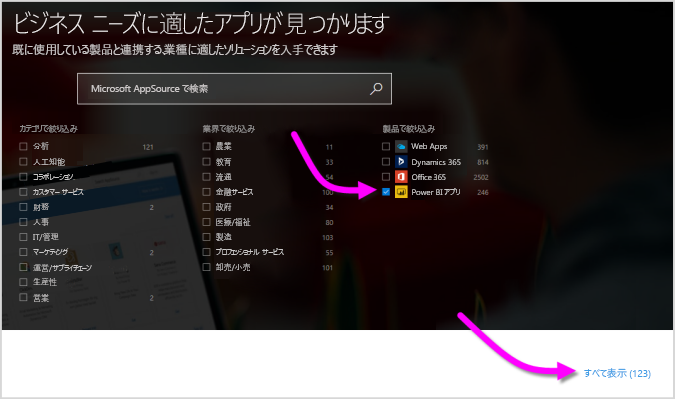 ビジネス ニーズに適したアプリが見つかります
既に使用している製品と連携する、業種に適したソリューションを入手できます
Microsoft AppSource で検索
カテゴリで絞り込み
分析 121
人工知能
コラボレーション
カスタマー サービス
財務 2
人事
IT/管理
マーケティング 2
運営/サプライチェーン
生産性
営業 2
業界で絞り込み
農業 11
教育 33
流通 54
金融サービス 100
政府 34
医療/福祉 80
製造 103
プロフェッショナル サービス 55
卸売/小売 101
製品で絞り込み
Web Apps 391
Dynamics 365 814
Office 365 2502
Power BIアプリ 246
すべて表示 (123)